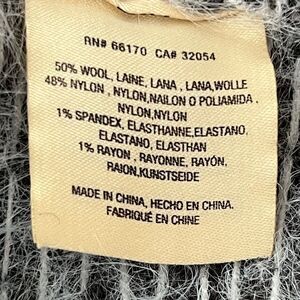 RN# 66170 CA# 32054
50% WOOL, LAINE, LANA , LANA,WOLLE
48% NYLON , NYLON,NAILON O POLIAMIDA ,
NYLON,NYLON
1% SPANDEX, ELASTHANNE,ELASTANO,
ELASTANO, ELASTHAN
1% RAYON , RAYONNE, RAYÓN,
RAION,KUNSTSEIDE
MADE IN CHINA, HECHO EN CHINA.
FABRIQUÉ EN CHINE